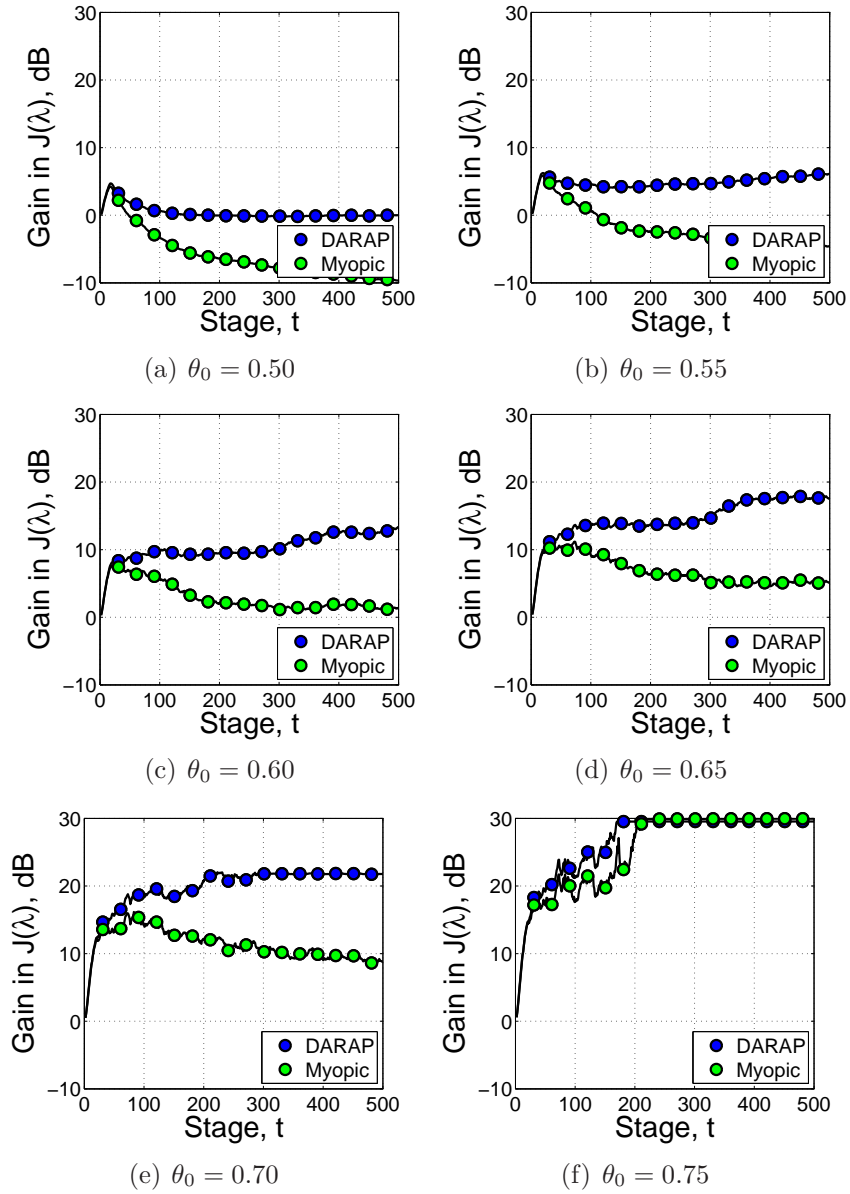 30
20
10
0
−10
0 100 200 300 400 500
Gain in J(λ), dB
Stage, t
DARAP
Myopic
(a) θ₀ = 0.50
30
20
10
0
−10
0 100 200 300 400 500
Gain in J(λ), dB
Stage, t
DARAP
Myopic
(b) θ₀ = 0.55
30
20
10
0
−10
0 100 200 300 400 500
Gain in J(λ), dB
Stage, t
DARAP
Myopic
(c) θ₀ = 0.60
30
20
10
0
−10
0 100 200 300 400 500
Gain in J(λ), dB
Stage, t
DARAP
Myopic
(d) θ₀ = 0.65
30
20
10
0
−10
0 100 200 300 400 500
Gain in J(λ), dB
Stage, t
DARAP
Myopic
(e) θ₀ = 0.70
30
20
10
0
−10
0 100 200 300 400 500
Gain in J(λ), dB
Stage, t
DARAP
Myopic
(f) θ₀ = 0.75